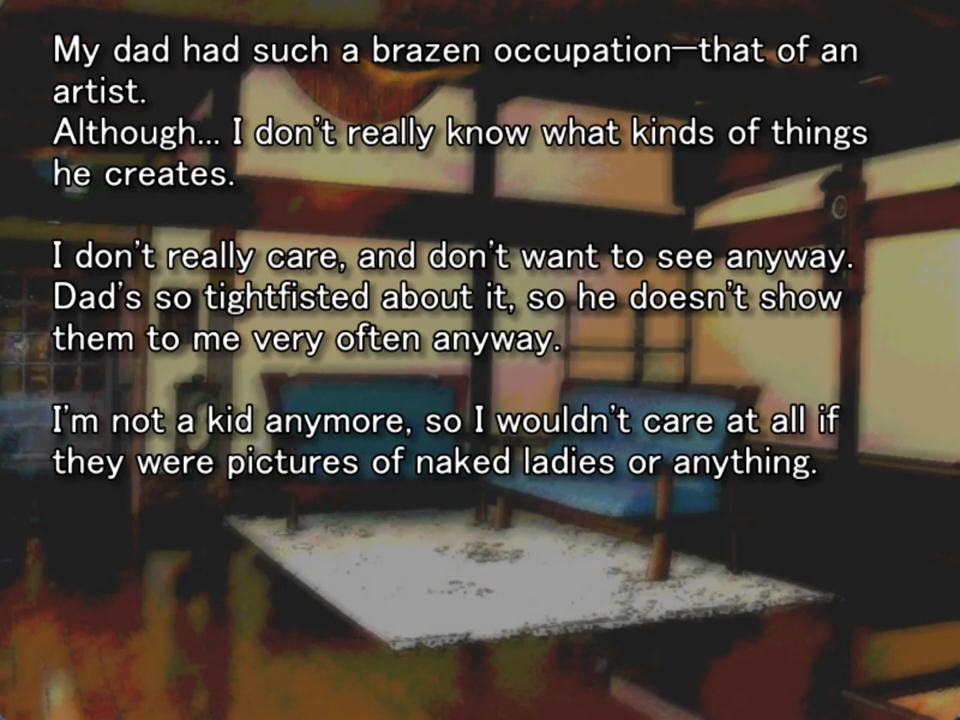 My dad had such a brazen occupation—that of an
artist.
Although... I don't really know what kinds of things
he creates.
I don't really care, and don't want to see anyway.
Dad's so tightfisted about it, so he doesn't show
them to me very often anyway.
I'm not a kid anymore, so I wouldn't care at all if
they were pictures of naked ladies or anything.